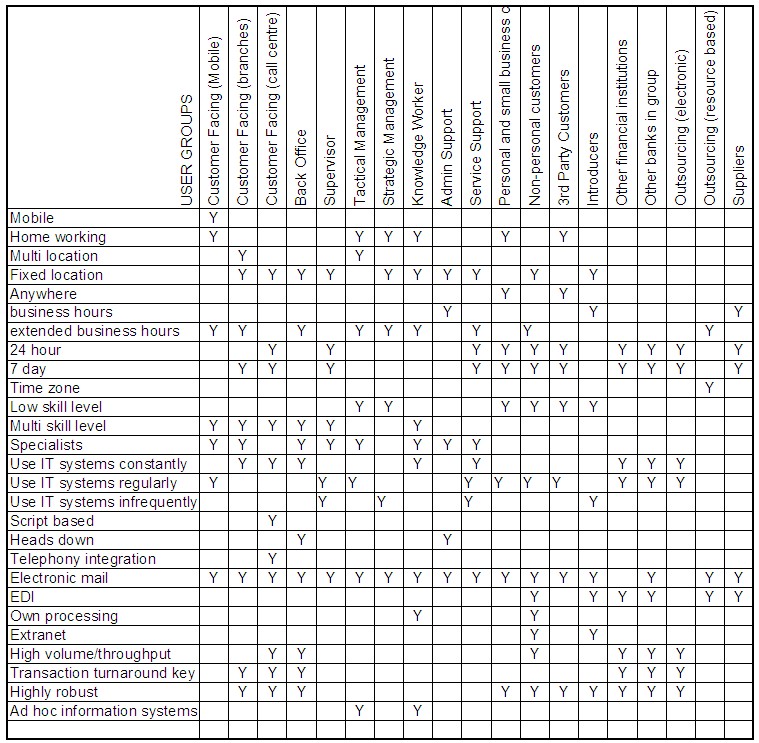 USER GROUPS Customer Facing (Mobile) Customer Facing (branches) Customer Facing (call centre) Back Office Supervisor Tactical Management Strategic Management Knowledge Worker Admin Support Service Support Personal and small business c Non-personal customers 3rd Party Customers Introducers Other financial institutions Other banks in group Outsourcing (electronic) Outsourcing (resource based) Suppliers
Mobile Y
Home working Y Y Y Y Y Y
Multi location Y Y
Fixed location Y Y Y Y Y Y Y Y Y Y
Anywhere Y Y
business hours Y Y Y
extended business hours Y Y Y Y Y Y Y Y Y
24 hour Y Y Y Y Y Y Y Y Y Y
7 day Y Y Y Y Y Y Y Y Y Y Y
Time zone Y
Low skill level Y Y Y Y Y Y
Multi skill level Y Y Y Y Y Y
Specialists Y Y Y Y Y Y Y Y
Use IT systems constantly Y Y Y Y Y Y Y Y
Use IT systems regularly Y Y Y Y Y Y Y Y Y Y
Use IT systems infrequently Y Y Y Y
Script based Y
Heads down Y Y
Telephony integration Y
Electronic mail Y Y Y Y Y Y Y Y Y Y Y Y Y Y Y Y Y
EDI Y Y Y Y Y Y
Own processing Y Y
Extranet Y Y
High volume/throughput Y Y Y Y Y Y
Transaction turnaround key Y Y Y Y Y Y
Highly robust Y Y Y Y Y Y Y Y Y Y
Ad hoc information systems Y Y